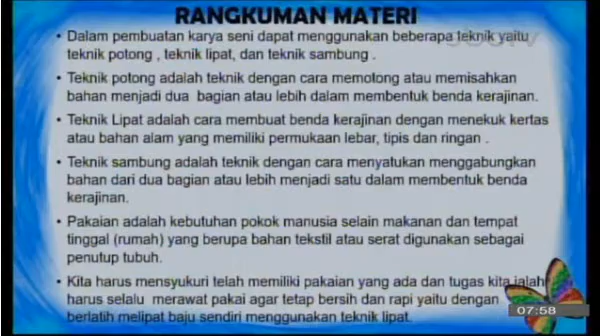 RANGKUMAN MATERI
• Dalam pembuatan karya seni dapat menggunakan beberapa teknik yaitu
teknik potong , teknik lipat, dan teknik sambung .
• Teknik potong adalah teknik dengan cara memotong atau memisahkan
bahan menjadi dua bagian atau lebih dalam membentuk benda kerajinan.
• Teknik Lipat adalah cara membuat benda kerajinan dengan menekuk kertas
atau bahan alam yang memiliki permukaan lebar, tipis dan ringan .
• Teknik sambung adalah teknik dengan cara menyatukan menggabungkan
bahan dari dua bagian atau lebih menjadi satu dalam membentuk benda
kerajinan.
• Pakaian adalah kebutuhan pokok manusia selain makanan dan tempat
tinggal (rumah) yang berupa bahan tekstil atau serat digunakan sebagai
penutup tubuh.
• Kita harus mensyukuri telah memiliki pakaian yang ada dan tugas kita ialah
harus selalu merawat pakai agar tetap bersih dan rapi yaitu dengan
berlatih melipat baju sendiri menggunakan teknik lipat.
07:58